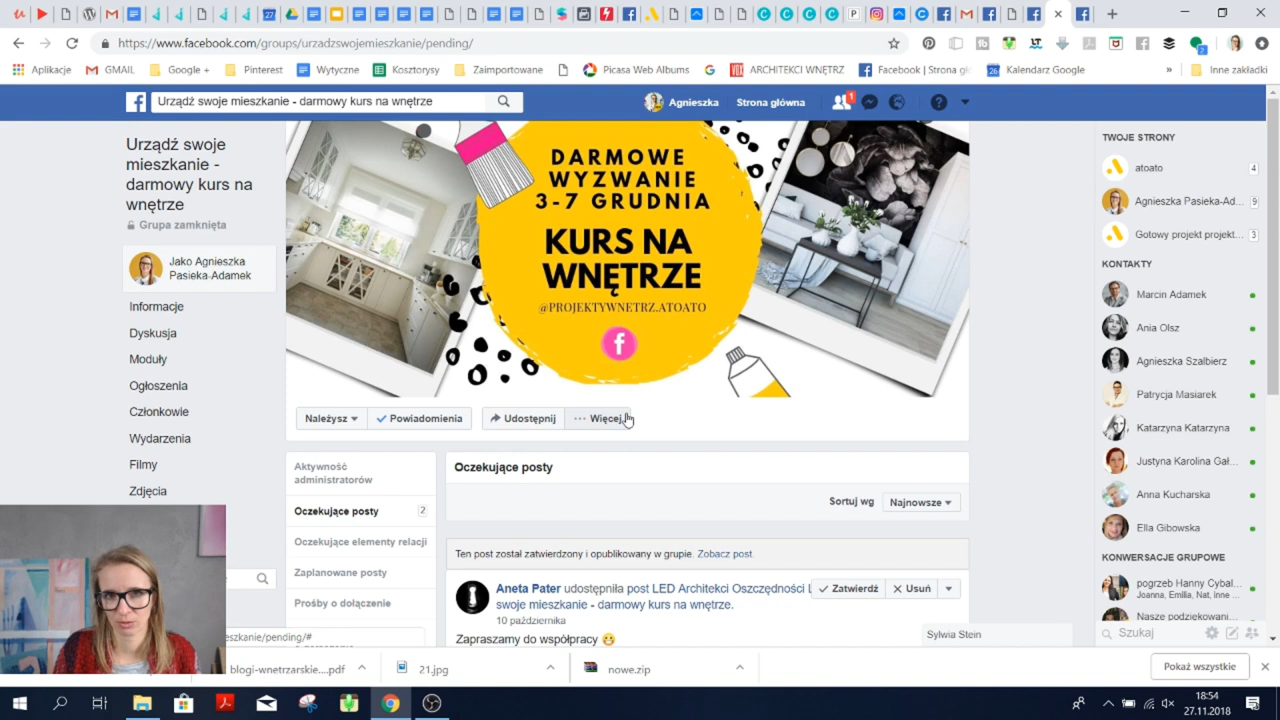 https://www.facebook.com/groups/urzadzswojemieszkanie/pending/
Aplikacje
GMAIL
Google +
Pinterest
Wytyczne
Kosztorysy
Zaimportowane
Picasa Web Albums
ARCHITEKCI WNĘTRZ
Facebook | Strona gł
Kalendarz Google
»
Inne zakładki
Urządź swoje mieszkanie - darmowy kurs na wnętrze
Agnieszka
Strona główna
1
Urządź swoje
mieszkanie -
darmowy kurs na
wnętrze
Grupa zamknięta
Jako Agnieszka
Pasieka-Adamek
Informacje
Dyskusja
Moduły
Ogłoszenia
Członkowie
Wydarzenia
Filmy
Zdjęcia
DARMOWE
WYZWANIE
3-7 GRUDNIA
KURS NA
WNĘTRZE
@PROJEKTYWNETRZ.ATOATO
f
Należysz
Powiadomienia
Udostępnij
Więcej
Aktywność
administratorów
Oczekujące posty 2
Oczekujące elementy relacji
Zaplanowane posty
Prośby o dołączenie
Oczekujące posty
Sortuj wg
Najnowsze
Ten post został zatwierdzony i opublikowany w grupie. Zobacz post.
Aneta Pater udostępniła post LED Architekci Oszczędności
swoje mieszkanie - darmowy kurs na wnętrze.
10 października
Zatwierdź
Usuń
Zapraszamy do współpracy
TWOJE STRONY
atoato 4
Agnieszka Pasieka-Ad... 9
Gotowy projekt projekt... 3
KONTAKTY
Marcin Adamek
Ania Olsz
Agnieszka Szalbierz
Patrycja Masiarek
Katarzyna Katarzyna
Justyna Karolina Gał...
Anna Kucharska
Ella Gibowska
KONWERSACJE GRUPOWE
pogrzeb Hanny Cybal...
Joanna, Emilia, Nat, inne ...
Nasze podziękowani...
Szukaj
Sylwia Stein
eszkanie/pending/#
blogi-wnetrzarskie....pdf
21.jpg
nowe.zip
Pokaż wszystkie
18:54
27.11.2018